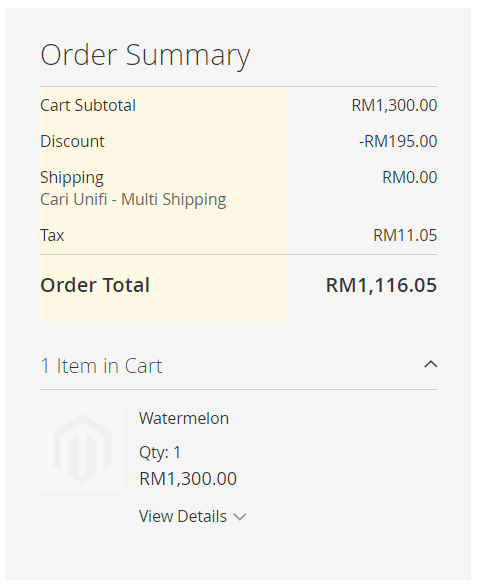 Order Summary
Cart Subtotal RM1,300.00
Discount -RM195.00
Shipping RM0.00
Cari Unifi - Multi Shipping
Tax RM11.05
Order Total RM1,116.05
1 Item in Cart
Watermelon
Qty: 1
RM1,300.00
View Details